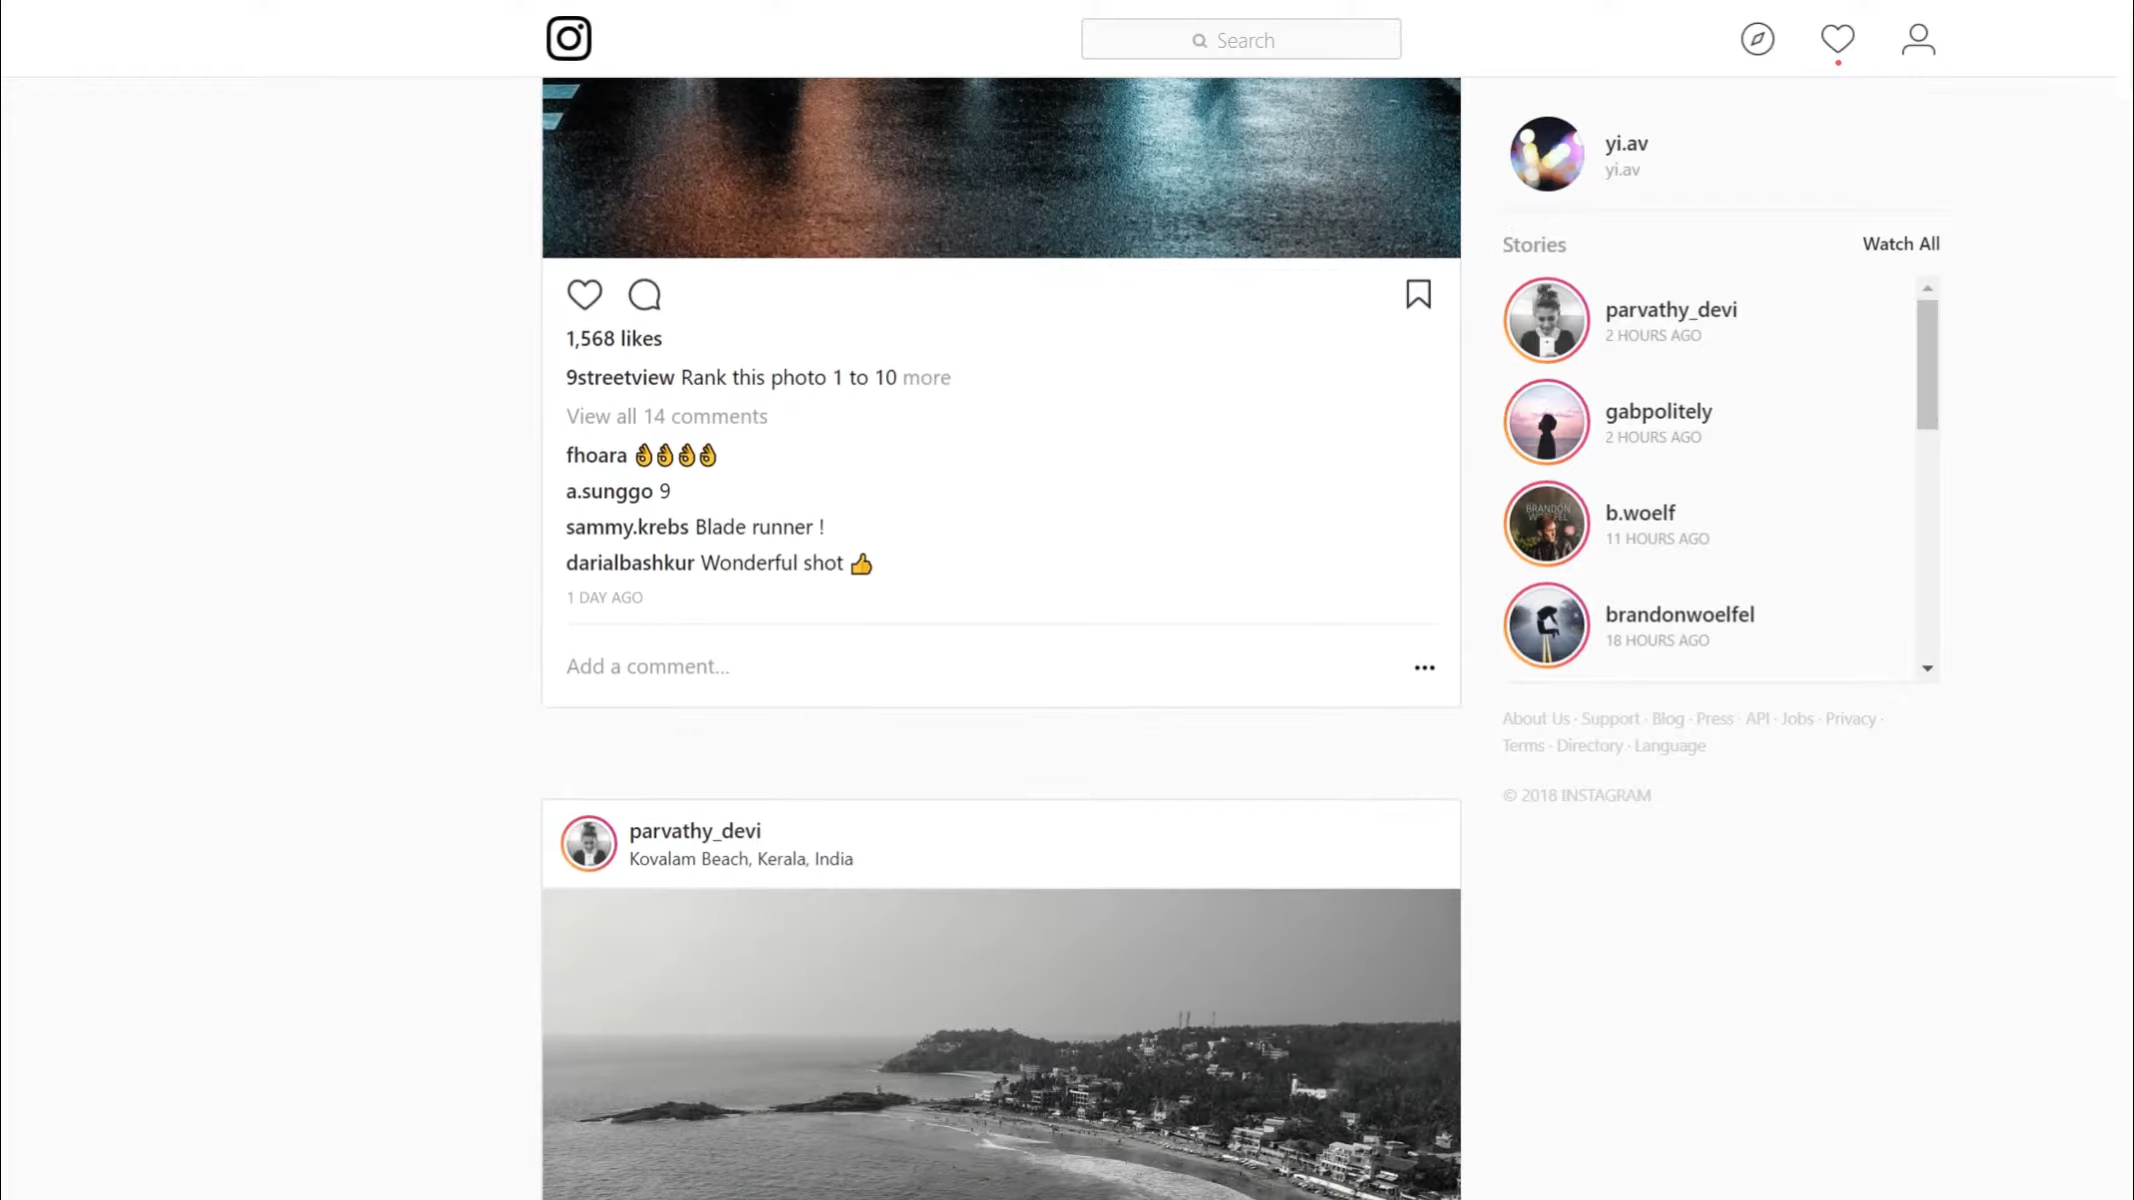 Search
1,568 likes
9streetview Rank this photo 1 to 10 more
View all 14 comments
fhoara 👌👌👌👌
a.sunggo 9
sammy.krebs Blade runner !
darialbashkur Wonderful shot 👍
1 DAY AGO
Add a comment...
parvathy_devi
Kovalam Beach, Kerala, India
yi.av
yi.av
Stories Watch All
parvathy_devi
2 HOURS AGO
gabpolitely
2 HOURS AGO
BRANDON
b.woelf
11 HOURS AGO
brandonwoelfel
18 HOURS AGO
About Us · Support · Blog · Press · API · Jobs · Privacy ·
Terms · Directory · Language
© 2018 INSTAGRAM